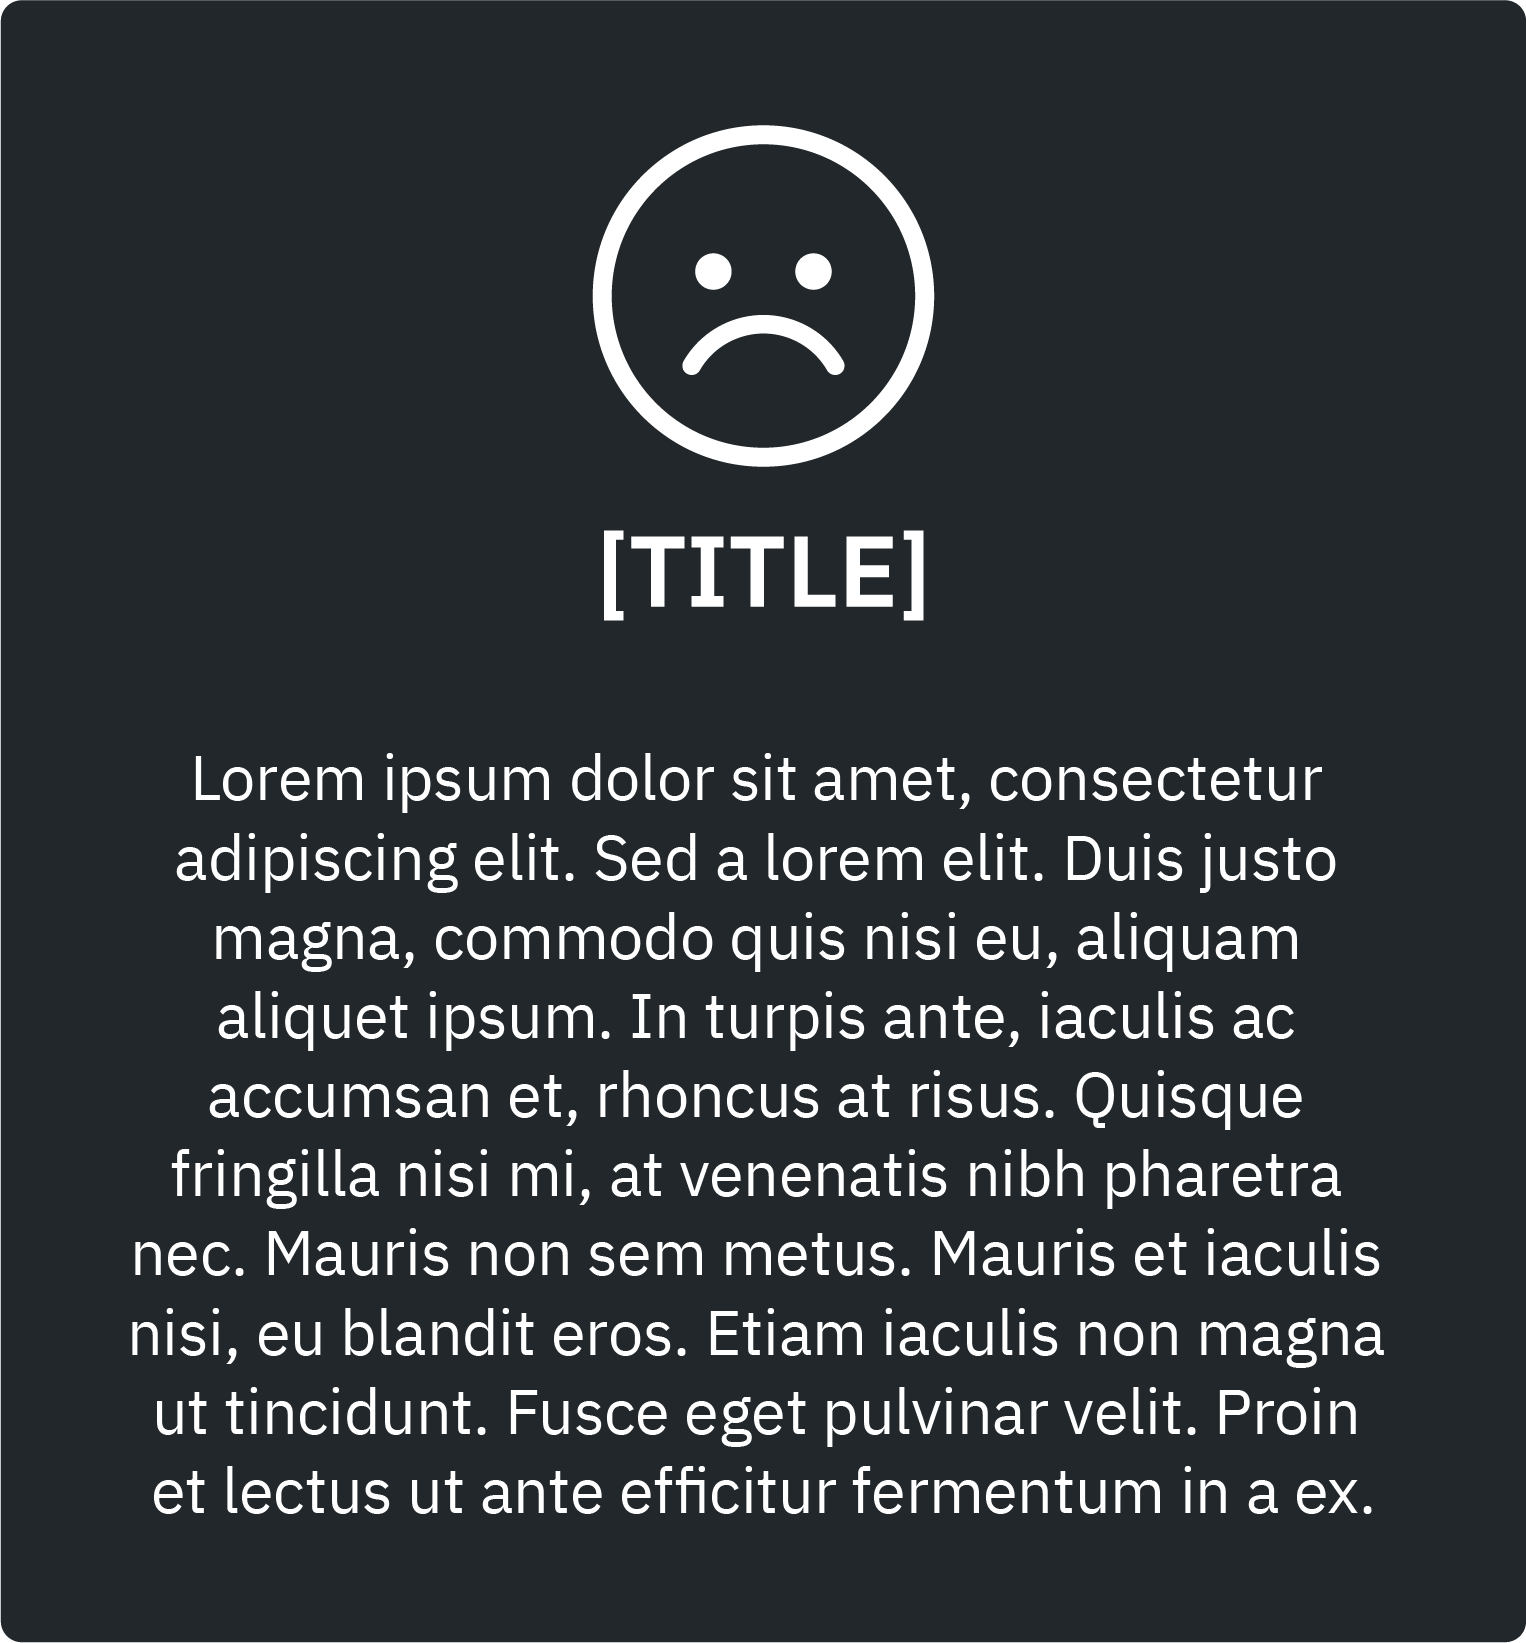 [TITLE]
Lorem ipsum dolor sit amet, consectetur
adipiscing elit. Sed a lorem elit. Duis justo
magna, commodo quis nisi eu, aliquam
aliquet ipsum. In turpis ante, iaculis ac
accumsan et, rhoncus at risus. Quisque
fringilla nisi mi, at venenatis nibh pharetra
nec. Mauris non sem metus. Mauris et iaculis
nisi, eu blandit eros. Etiam iaculis non magna
ut tincidunt. Fusce eget pulvinar velit. Proin
et lectus ut ante efficitur fermentum in a ex.